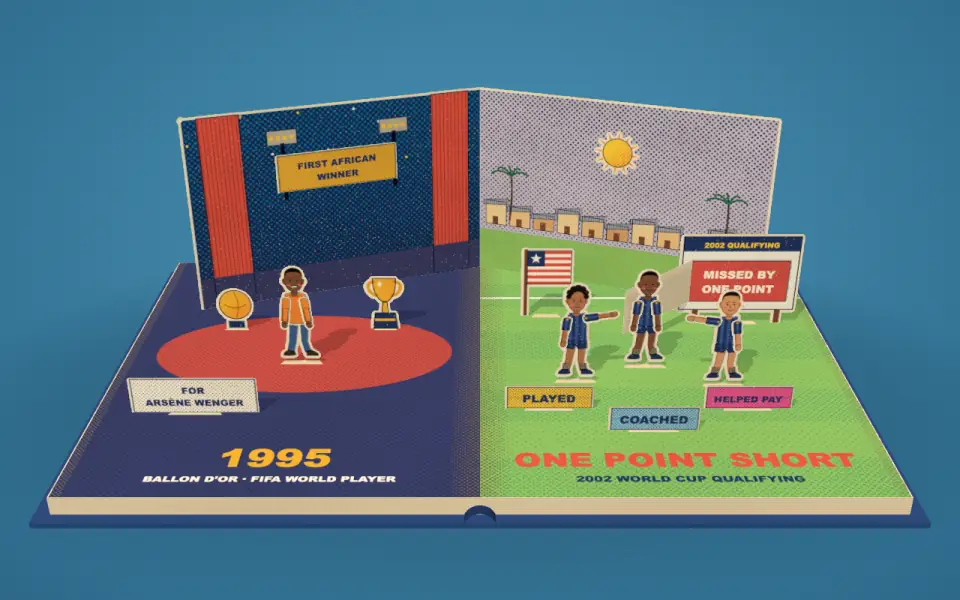 FIRST AFRICAN
WINNER
FOR
ARSÈNE WENGER
1995
BALLON D'OR · FIFA WORLD PLAYER
2002 QUALIFYING
MISSED BY
ONE POINT
PLAYED
COACHED
HELPED PAY
ONE POINT SHORT
2002 WORLD CUP QUALIFYING